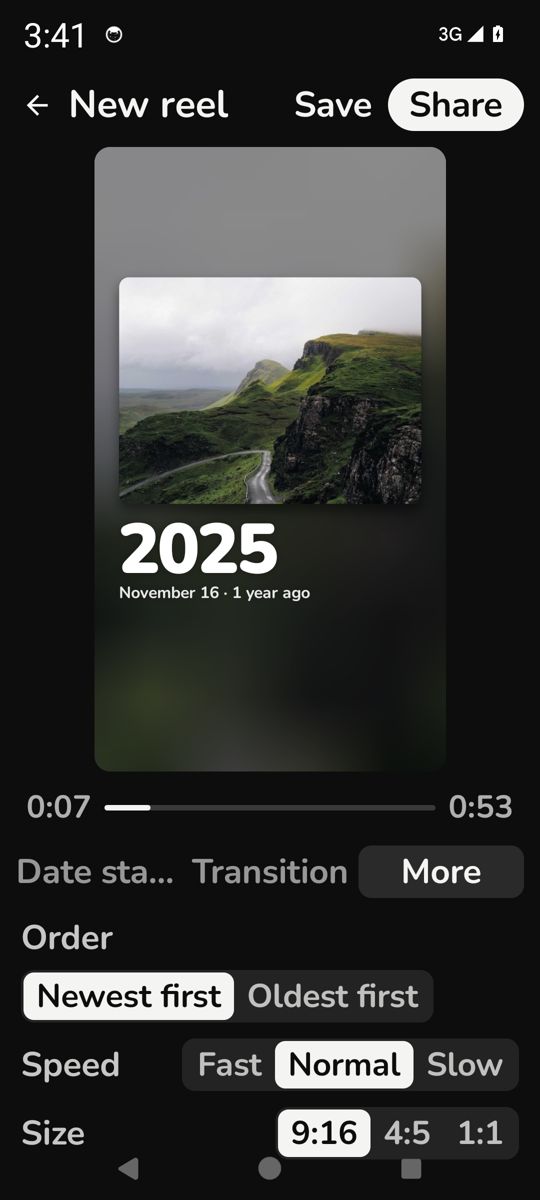 3:41
3G
New reel
Save
Share
2025
November 16 · 1 year ago
0:07
0:53
Date sta...
Transition
More
Order
Newest first
Oldest first
Speed
Fast
Normal
Slow
Size
9:16
4:5
1:1